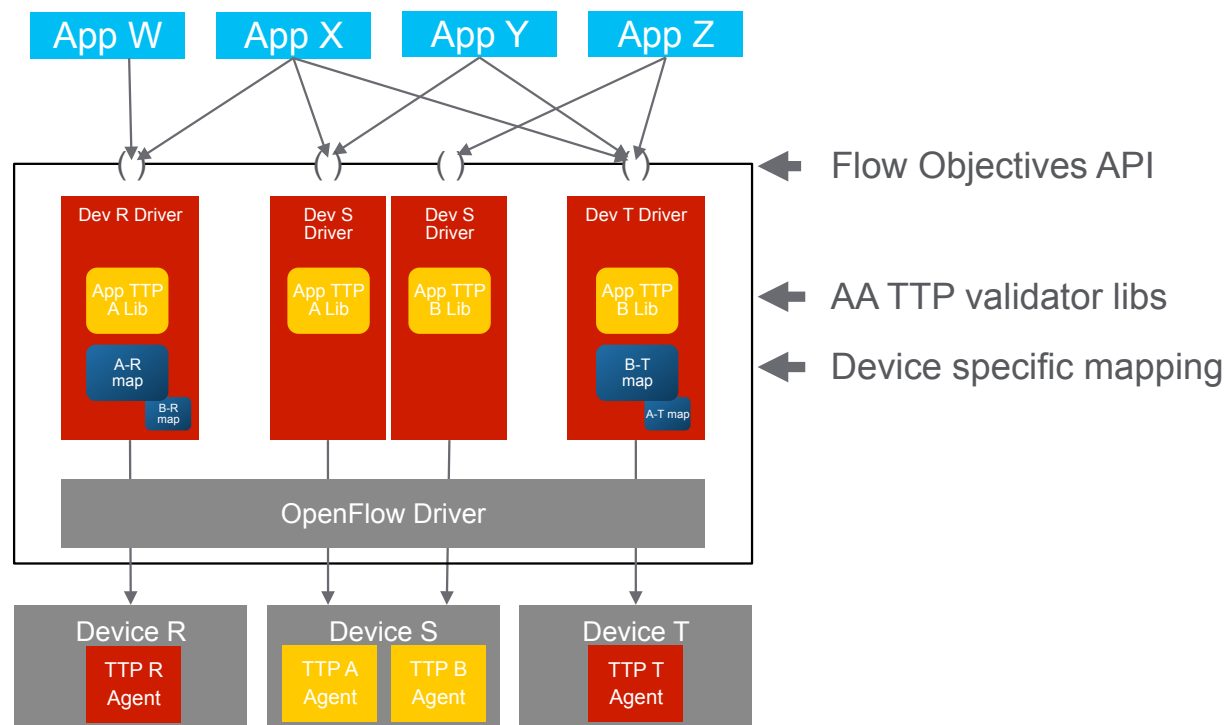 App W
App X
App Y
App Z
( )
( )
( )
( )
Flow Objectives API
Dev R Driver
Dev S
Driver
Dev S
Driver
Dev T Driver
App TTP
A Lib
App TTP
A Lib
App TTP
B Lib
App TTP
B Lib
AA TTP validator libs
A-R
map
B-R
map
B-T
map
A-T map
Device specific mapping
OpenFlow Driver
Device R
TTP R
Agent
Device S
TTP A
Agent
TTP B
Agent
Device T
TTP T
Agent